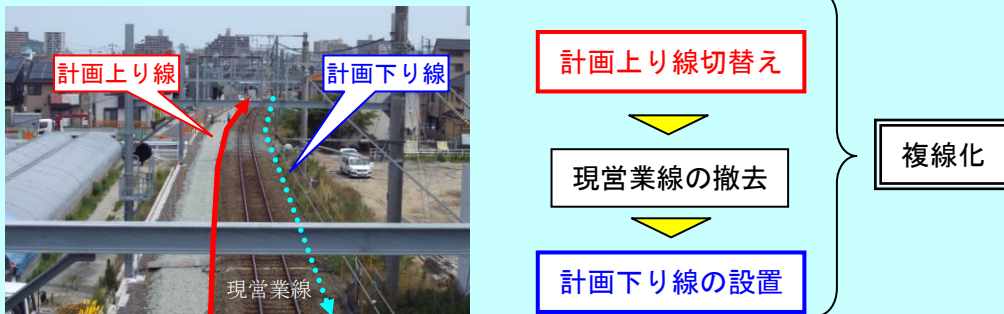 計画上り線
計画下り線
現営業線
計画上り線切替え
現営業線の撤去
計画下り線の設置
複線化